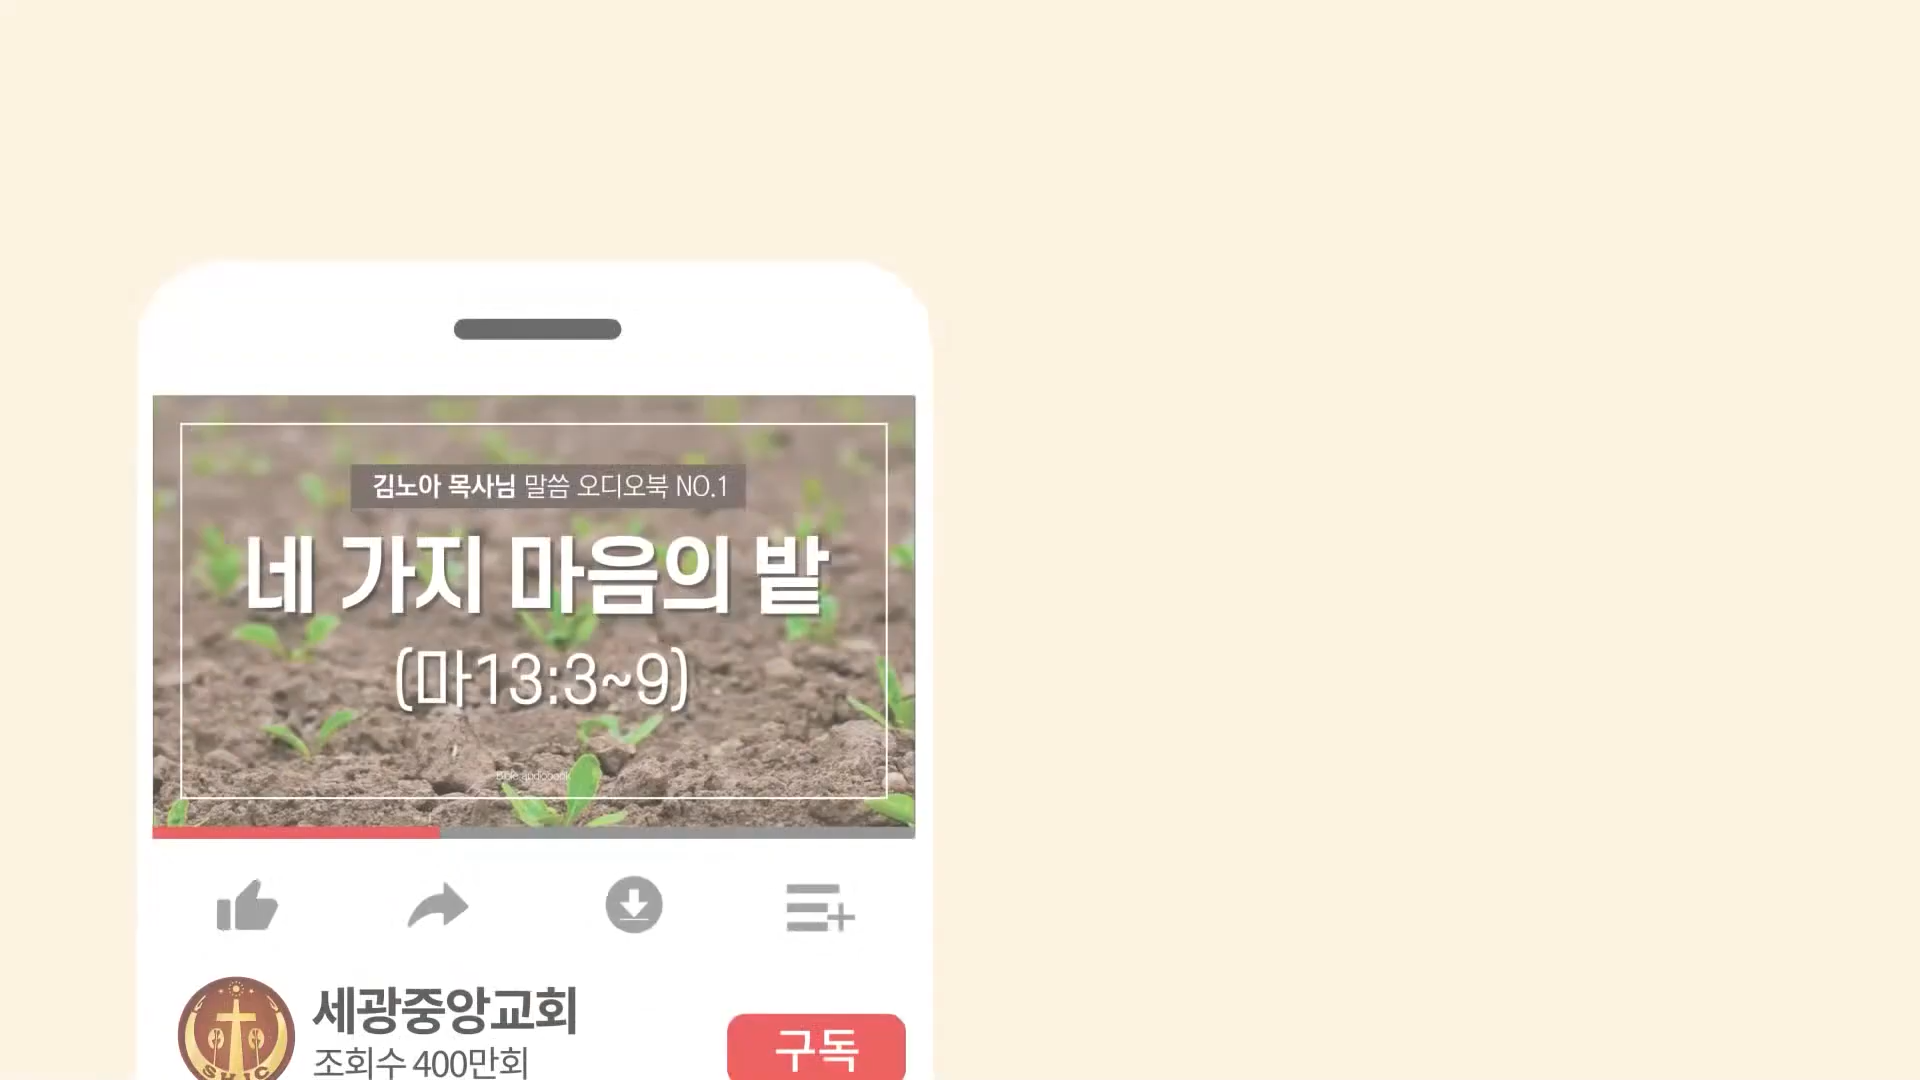 김노아 목사님 말씀 오디오북 NO.1
네 가지 마음의 밭
(마13:3~9)
Bible audiobook
세광중앙교회
조회수 400만회
구독